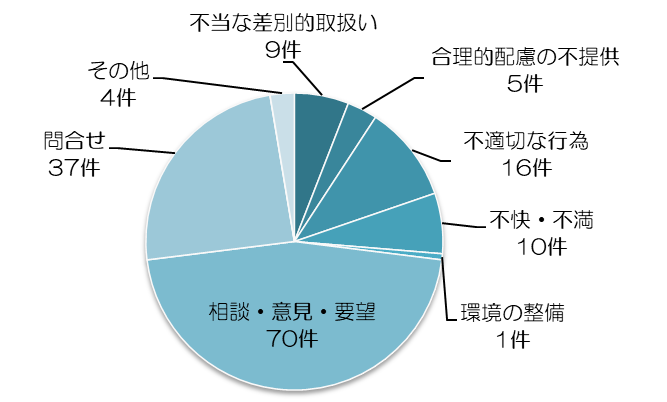 不当な差別的取扱い
9件
合理的配慮の不提供
5件
不適切な行為
16件
不快・不満
10件
環境の整備
1件
相談・意見・要望
70件
問合せ
37件
その他
4件